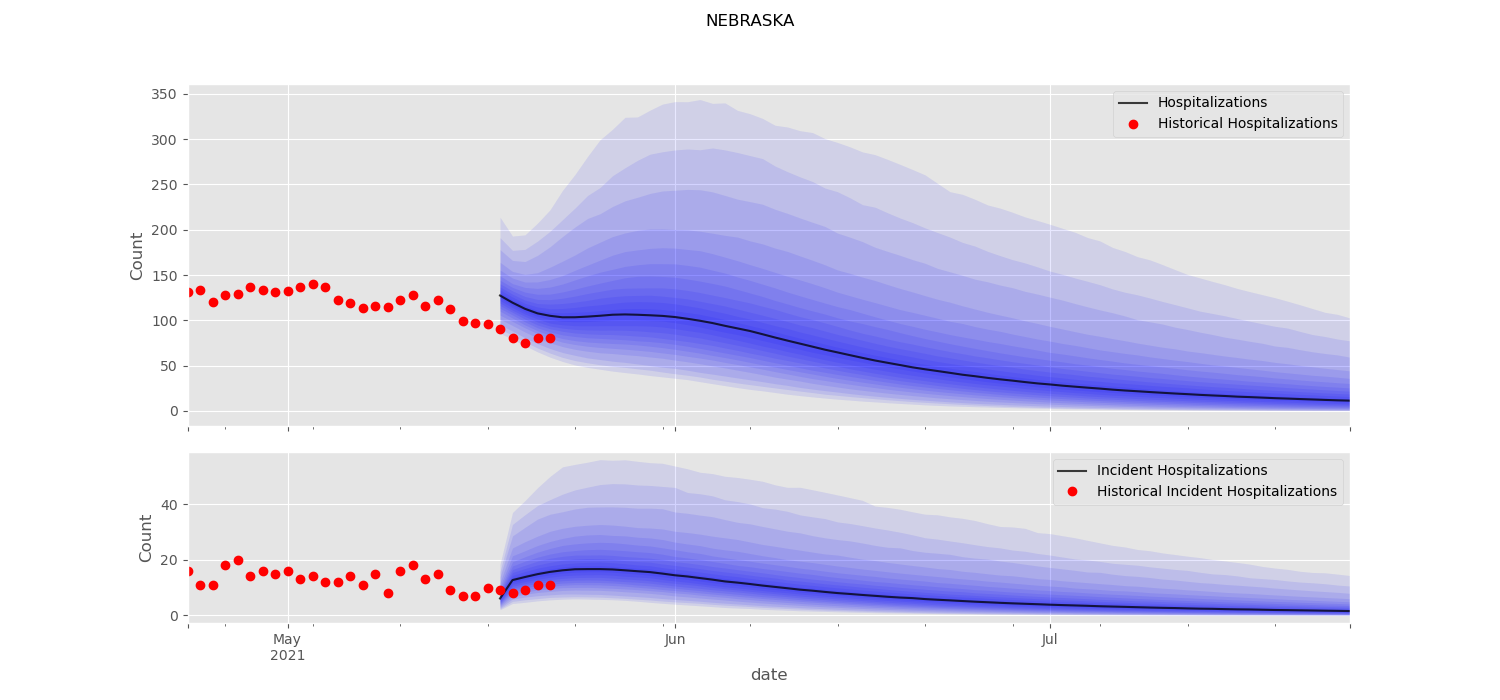 NEBRASKA
350
300
250
200
150
100
50
0
Count
Hospitalizations
Historical Hospitalizations
40
20
0
Count
Incident Hospitalizations
Historical Incident Hospitalizations
May
2021
Jun
Jul
date